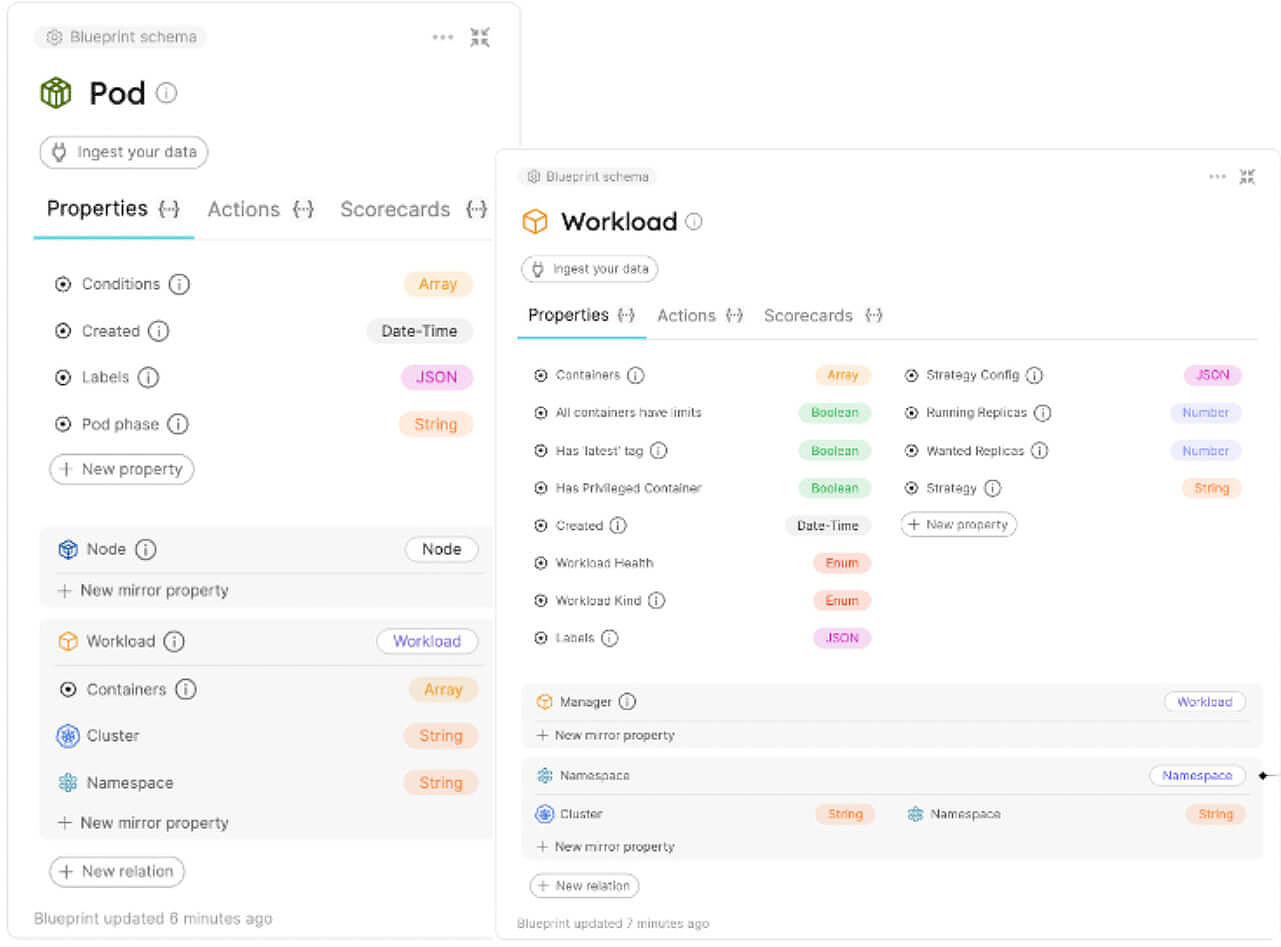 Blueprint schema
Pod
Ingest your data
Properties Actions Scorecards
Conditions Array
Created Date-Time
Labels JSON
Pod phase String
+ New property
Node Node
+ New mirror property
Workload Workload
Containers Array
Cluster String
Namespace String
+ New mirror property
+ New relation
Blueprint updated 6 minutes ago
Blueprint schema
Workload
Ingest your data
Properties Actions Scorecards
Containers Array Strategy Config JSON
All containers have limits Boolean Running Replicas Number
Has 'latest' tag Boolean Wanted Replicas Number
Has Privileged Container Boolean Strategy String
Created Date-Time + New property
Workload Health Enum
Workload Kind Enum
Labels JSON
Manager Workload
+ New mirror property
Namespace Namespace
Cluster String Namespace String
+ New mirror property
+ New relation
Blueprint updated 7 minutes ago